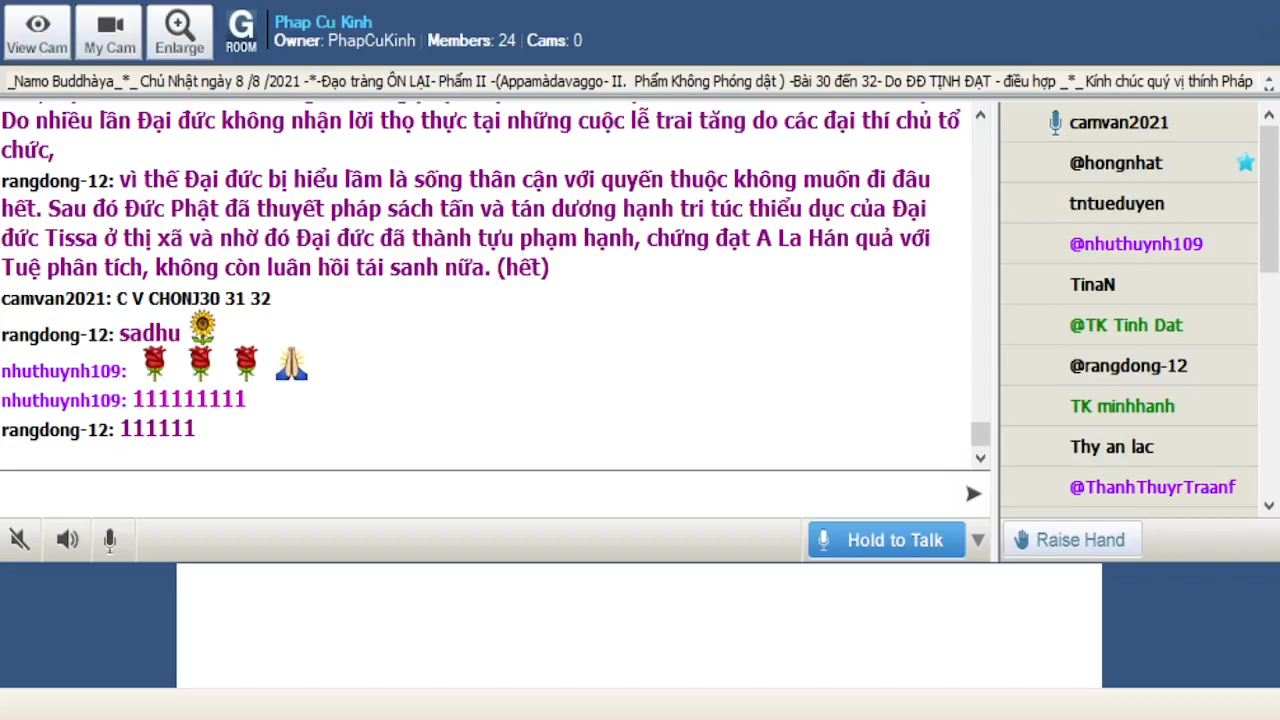 View Cam
My Cam
Enlarge
G
ROOM
Phap Cu Kinh
Owner: PhapCuKinh | Members: 24 | Cams: 0
_Namo Buddhàya_*_ Chủ Nhật ngày 8 /8 /2021 -*-Đạo tràng ÔN LẠI- Phẩm II -(Appamàdavaggo- II. Phẩm Không Phóng dật ) -Bài 30 đến 32- Do ĐĐ TỊNH ĐẠT - điều hợp _*_Kính chúc quý vị thính Pháp
Do nhiều lần Đại đức không nhận lời thọ thực tại những cuộc lễ trai tăng do các đại thí chủ tổ
chức,
rangdong-12: vì thế Đại đức bị hiểu lầm là sống thân cận với quyến thuộc không muốn đi đâu
hết. Sau đó Đức Phật đã thuyết pháp sách tấn và tán dương hạnh tri túc thiểu dục của Đại
đức Tissa ở thị xã và nhờ đó Đại đức đã thành tựu phạm hạnh, chứng đạt A La Hán quả với
Tuệ phân tích, không còn luân hồi tái sanh nữa. (hết)
camvan2021: C V CHONJ30 31 32
rangdong-12: sadhu
nhuthuynh109:
nhuthuynh109: 111111111
rangdong-12: 111111
camvan2021
@hongnhat
tntueduyen
@nhuthuynh109
TinaN
@TK Tinh Dat
@rangdong-12
TK minhhanh
Thy an lac
@ThanhThuyrTraanf
Hold to Talk
Raise Hand